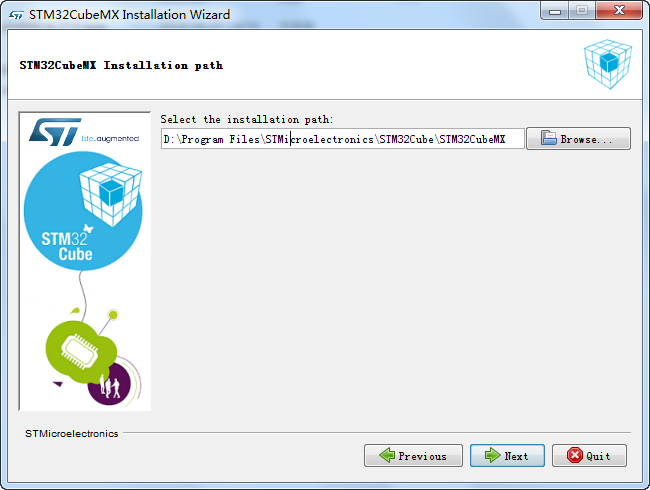 STM32CubeMX Installation Wizard
STM32CubeMX Installation path
ST life.augmented
STM32
Cube
Select the installation path:
D:\Program Files\STMicroelectronics\STM32Cube\STM32CubeMX
Browse...
STMicroelectronics
Previous
Next
Quit